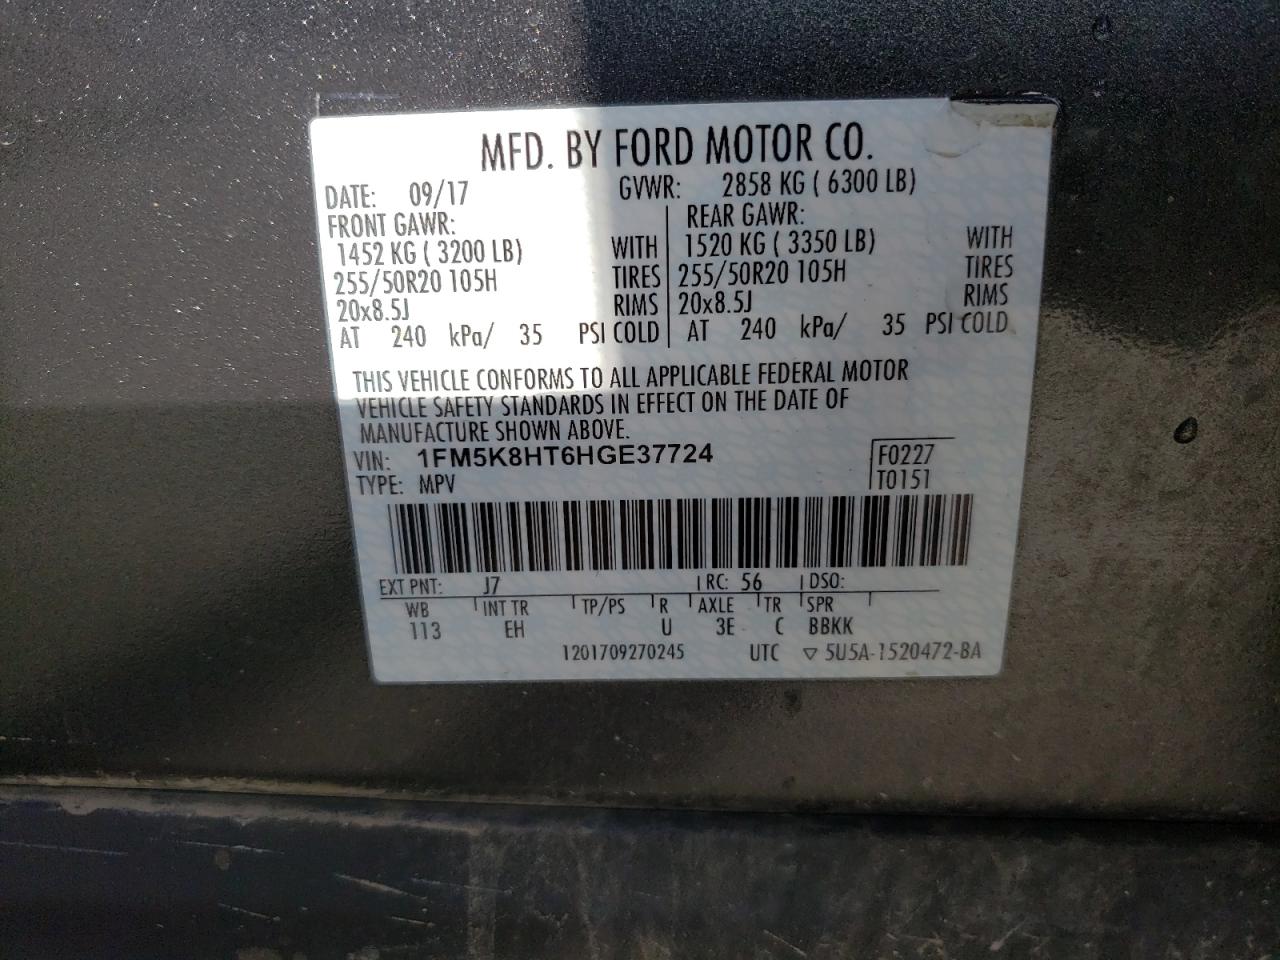 MFD. BY FORD MOTOR CO.
DATE: 09/17 GVWR: 2858 KG ( 6300 LB)
FRONT GAWR: REAR GAWR:
1452 KG ( 3200 LB) WITH 1520 KG ( 3350 LB) WITH
255/50R20 105H TIRES 255/50R20 105H TIRES
20x8.5J RIMS 20x8.5J RIMS
AT 240 kPa/ 35 PSI COLD AT 240 kPa/ 35 PSI COLD
THIS VEHICLE CONFORMS TO ALL APPLICABLE FEDERAL MOTOR
VEHICLE SAFETY STANDARDS IN EFFECT ON THE DATE OF
MANUFACTURE SHOWN ABOVE.
VIN: 1FM5K8HT6HGE37724 F0227
TYPE: MPV T0151
EXT PNT: J7 RC: 56 DSO:
WB INT TR TP/PS R AXLE TR SPR
113 EH U 3E C BBKK
1201709270245 UTC ▽ 5U5A-1520472-BA